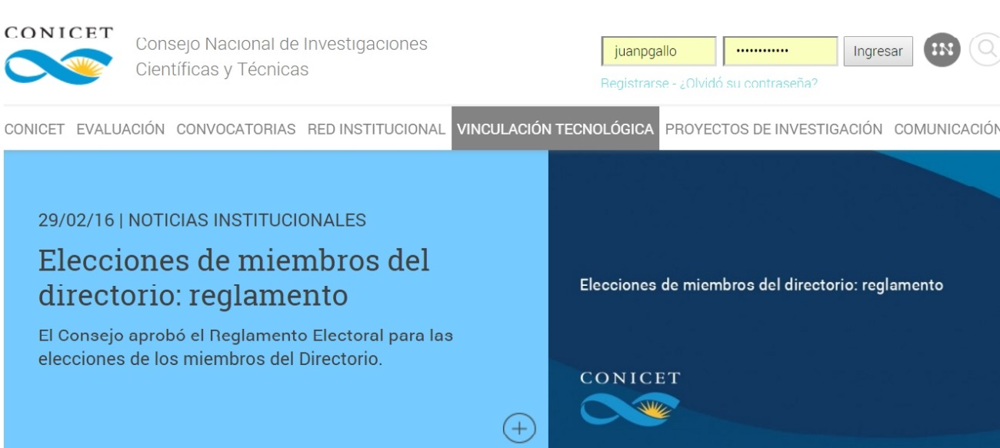 CONICET
Consejo Nacional de Investigaciones
Científicas y Técnicas
juanpgallo
••••••••••••
Ingresar
IN
Registrarse - ¿Olvidó su contraseña?
CONICET EVALUACIÓN CONVOCATORIAS RED INSTITUCIONAL VINCULACIÓN TECNOLÓGICA PROYECTOS DE INVESTIGACIÓN COMUNICACIÓN
29/02/16 | NOTICIAS INSTITUCIONALES
Elecciones de miembros del
directorio: reglamento
El Consejo aprobó el Reglamento Electoral para las
elecciones de los miembros del Directorio.
Elecciones de miembros del directorio: reglamento
CONICET